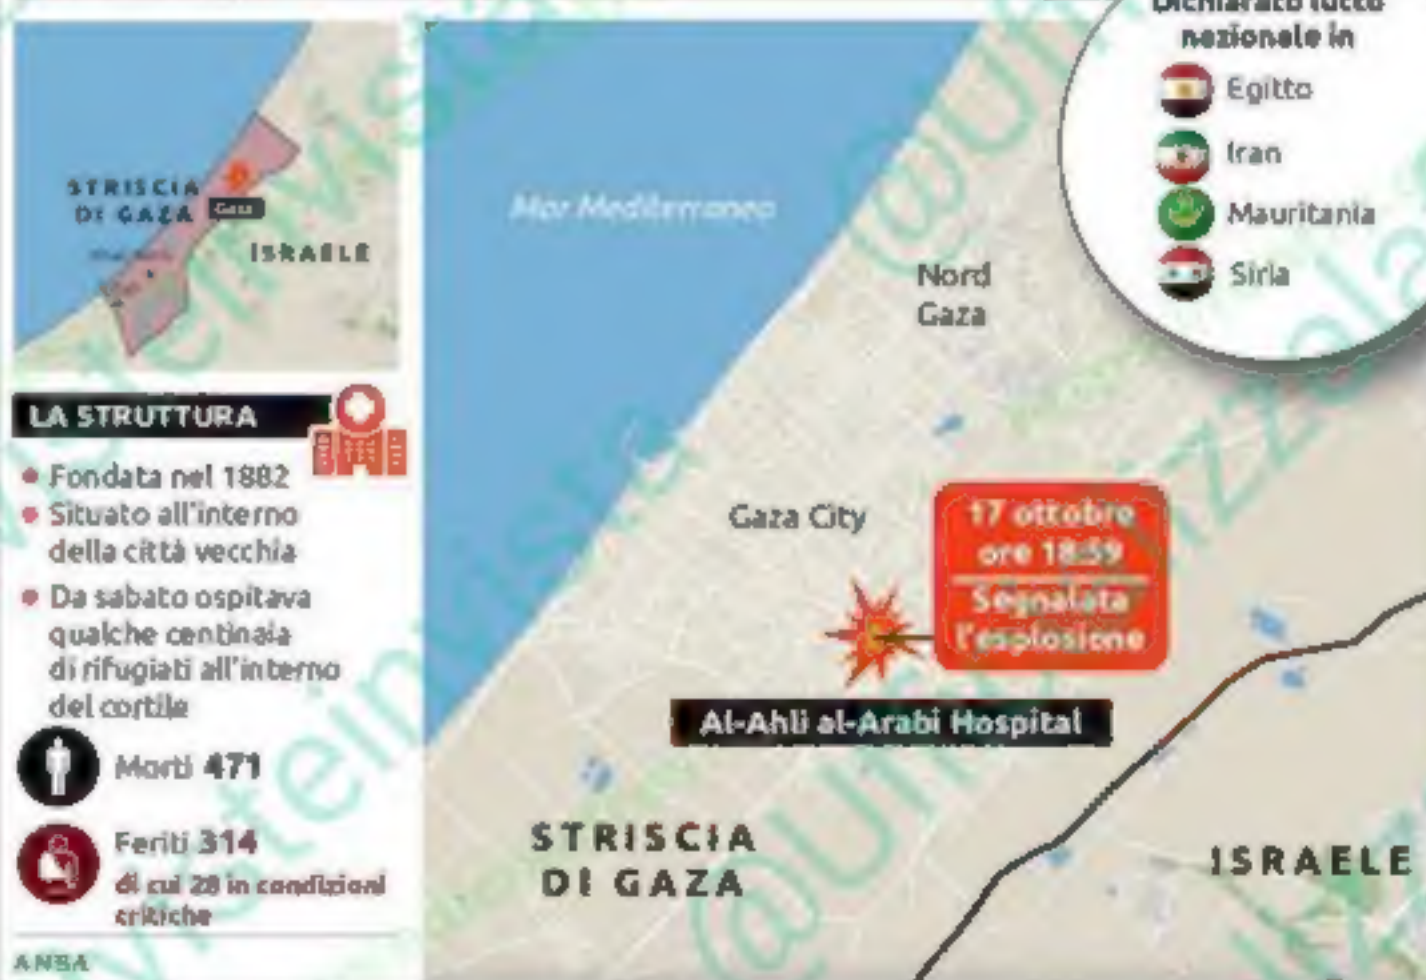 STRISCIA
DI GAZA
Gaza
ISRAELE
LA STRUTTURA
Fondata nel 1882
Situato all'interno
della città vecchia
Da sabato ospitava
qualche centinaia
di rifugiati all'interno
del cortile
Morti 471
Feriti 314
di cui 28 in condizioni
critiche
ANSA
Mar Mediterraneo
Nord
Gaza
Gaza City
17 ottobre
ore 18:59
Segnalata
l'esplosione
Al-Ahli al-Arabi Hospital
STRISCIA
DI GAZA
ISRAELE
Dichiarato lutto
nazionale in
Egitto
Iran
Mauritania
Siria